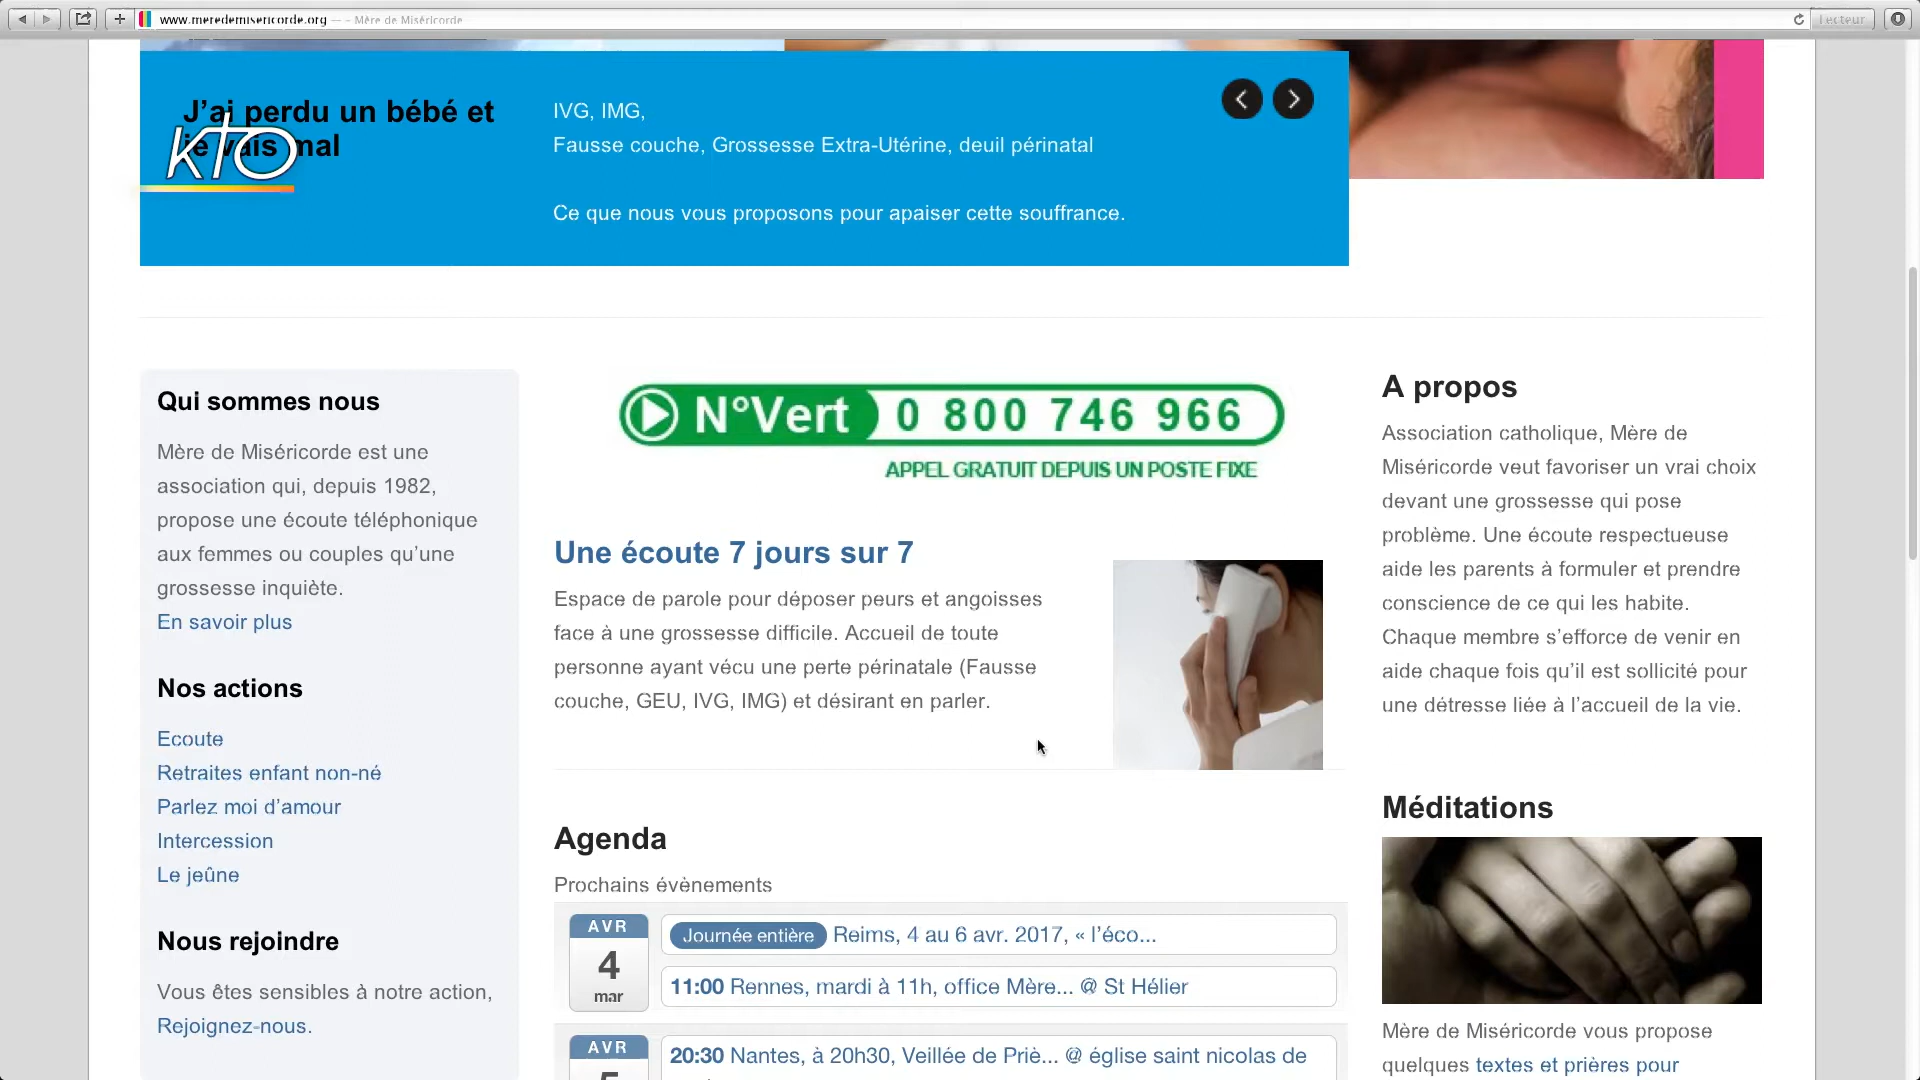 www.meredemisericorde.org — - Mère de Miséricorde
Lecteur
J'ai perdu un bébé et
je vais mal
kTO
IVG, IMG,
Fausse couche, Grossesse Extra-Utérine, deuil périnatal
Ce que nous vous proposons pour apaiser cette souffrance.
Qui sommes nous
Mère de Miséricorde est une
association qui, depuis 1982,
propose une écoute téléphonique
aux femmes ou couples qu'une
grossesse inquiète.
En savoir plus
Nos actions
Ecoute
Retraites enfant non-né
Parlez moi d'amour
Intercession
Le jeûne
Nous rejoindre
Vous êtes sensibles à notre action,
Rejoignez-nous.
N°Vert 0 800 746 966
APPEL GRATUIT DEPUIS UN POSTE FIXE
Une écoute 7 jours sur 7
Espace de parole pour déposer peurs et angoisses
face à une grossesse difficile. Accueil de toute
personne ayant vécu une perte périnatale (Fausse
couche, GEU, IVG, IMG) et désirant en parler.
Agenda
Prochains évènements
AVR
4
mar
Journée entière Reims, 4 au 6 avr. 2017, « l'éco...
11:00 Rennes, mardi à 11h, office Mère... @ St Hélier
AVR
20:30 Nantes, à 20h30, Veillée de Priè... @ église saint nicolas de
A propos
Association catholique, Mère de
Miséricorde veut favoriser un vrai choix
devant une grossesse qui pose
problème. Une écoute respectueuse
aide les parents à formuler et prendre
conscience de ce qui les habite.
Chaque membre s'efforce de venir en
aide chaque fois qu'il est sollicité pour
une détresse liée à l'accueil de la vie.
Méditations
Mère de Miséricorde vous propose
quelques textes et prières pour